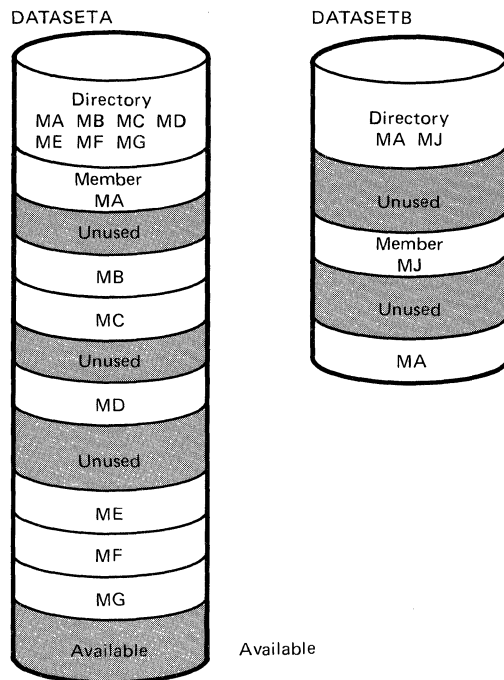 DATASETA
Directory
MA MB MC MD
ME MF MG
Member
MA
Unused
MB
MC
Unused
MD
Unused
ME
MF
MG
Available
DATASETB
Directory
MA MJ
Unused
Member
MJ
Unused
MA
Available